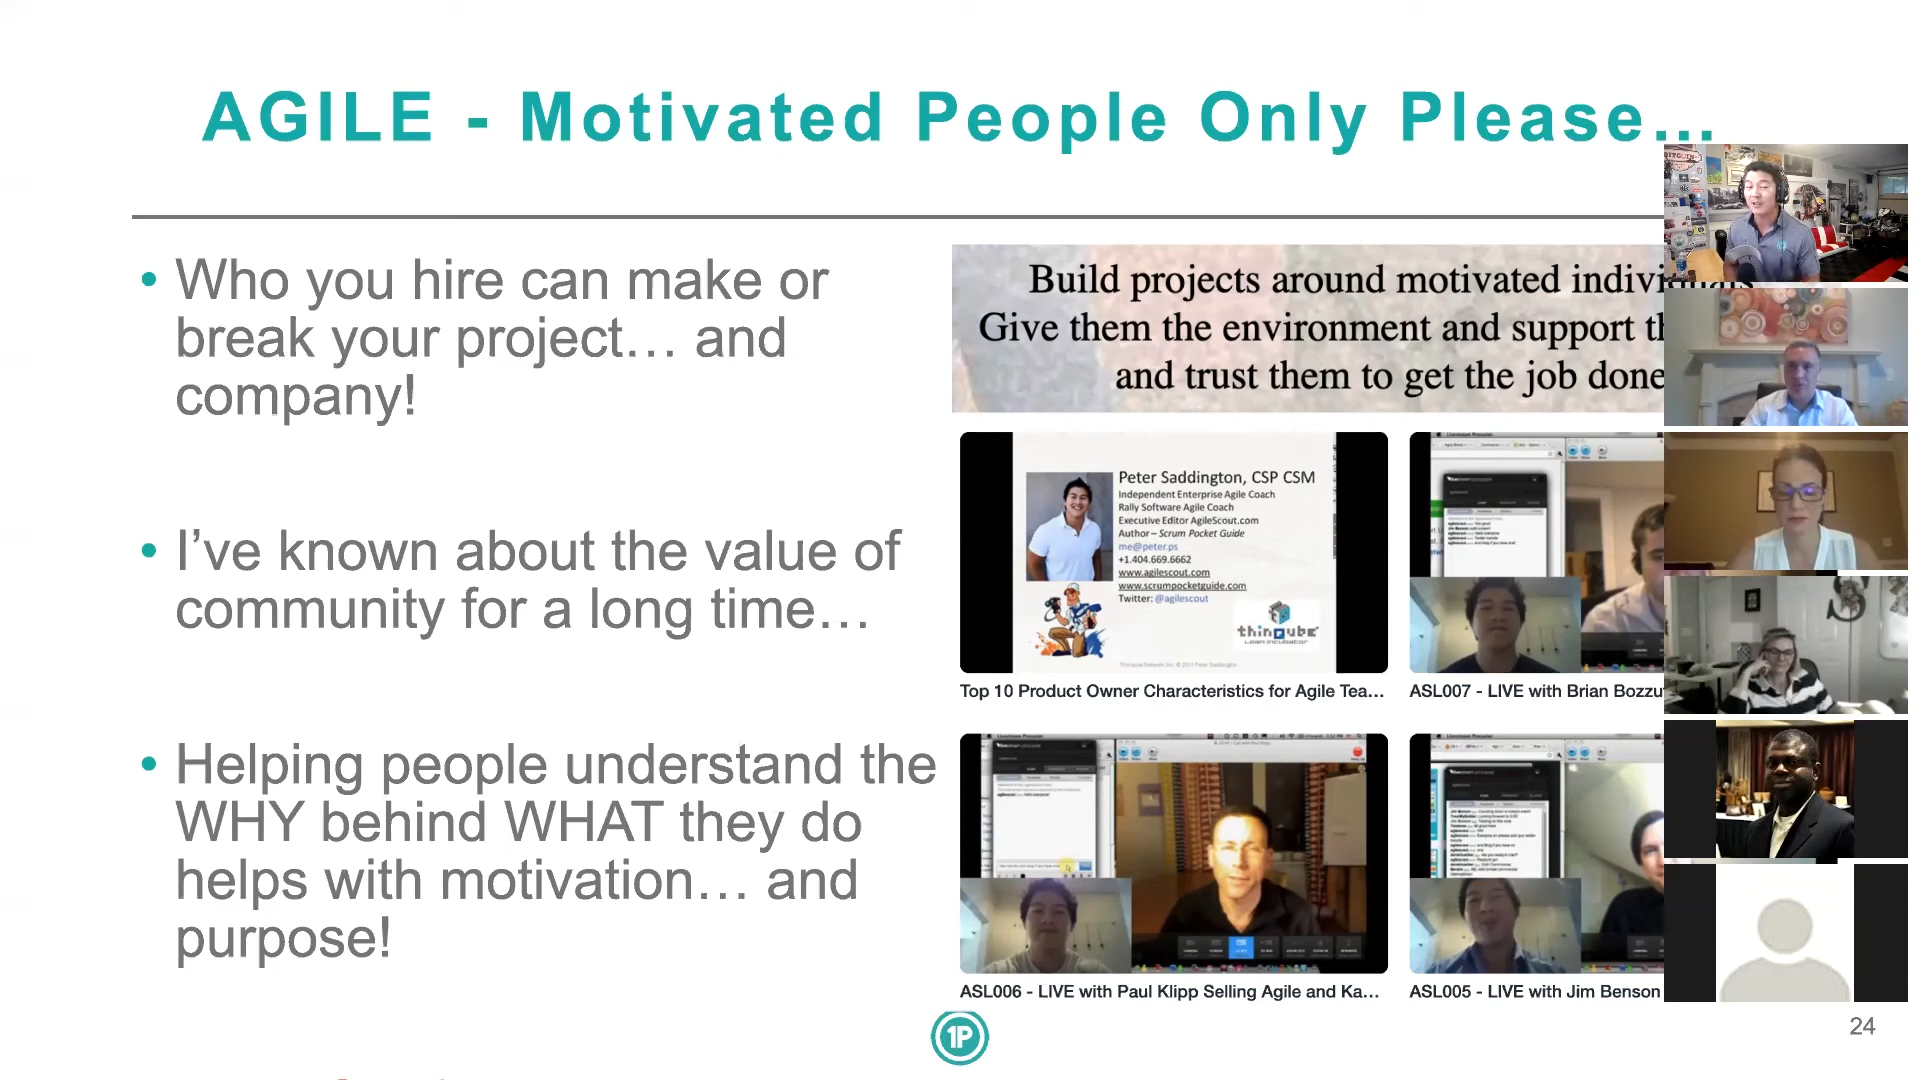 AGILE - Motivated People Only Please…
• Who you hire can make or
break your project… and
company!
• I’ve known about the value of
community for a long time…
• Helping people understand the
WHY behind WHAT they do
helps with motivation… and
purpose!
Build projects around motivated individuals
Give them the environment and support
and trust them to get the job done
Peter Saddington, CSP CSM
Independent Enterprise Agile Coach
Rally Software Agile Coach
Executive Editor AgileScout.com
Author – Scrum Pocket Guide
me@peter.ps
+1.404.669.6662
www.agilescout.com
www.scrumpocketguide.com
Twitter: @agilescout
thinqube
Lean Incubator
Top 10 Product Owner Characteristics for Agile Tea...
ASL007 - LIVE with Brian
ASL006 - LIVE with Paul Klipp Selling Agile and Ka...
ASL005 - LIVE with Jim Benson
1P
24